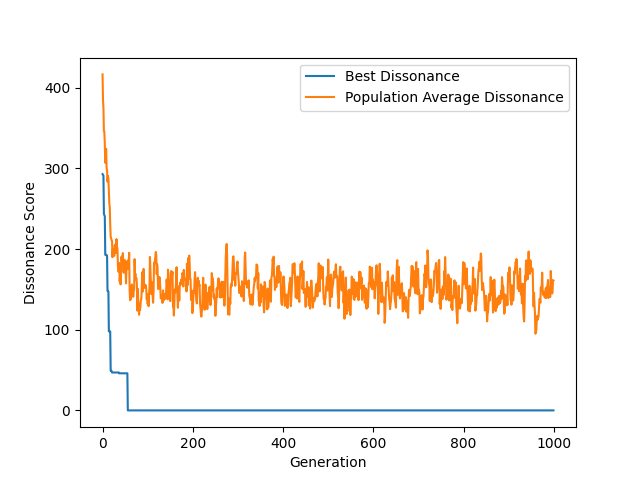 Best Dissonance
Population Average Dissonance
Dissonance Score
400
300
200
100
0
0 200 400 600 800 1000
Generation